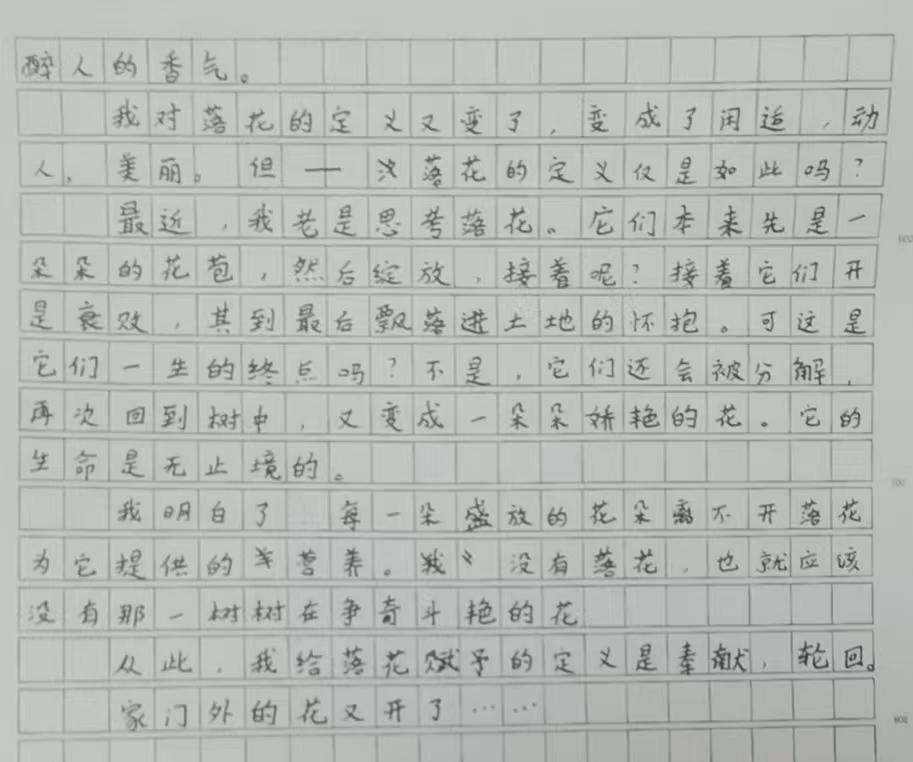 醉人的香气。
我对落花的定义又变了，变成了闲适，动
人，美丽。但——落花的定义仅是如此吗？
最近，我老是思考落花。它们本来先是一
朵朵的花苞，然后绽放，接着呢？接着它们开
是衰败，其到最后飘落进土地的怀抱。可这是
它们一生的终点吗？不是，它们还会被分解，
再次回到树中，又变成一朵朵娇艳的花。它的
生命是无止境的。
我明白了 每一朵盛放的花朵离不开落花
为它提供的营养。我 没有落花，也就应该
没有那一树树在争奇斗艳的花
从此，我给落花赋予的定义是奉献，轮回。
家门外的花又开了……
600
700
800